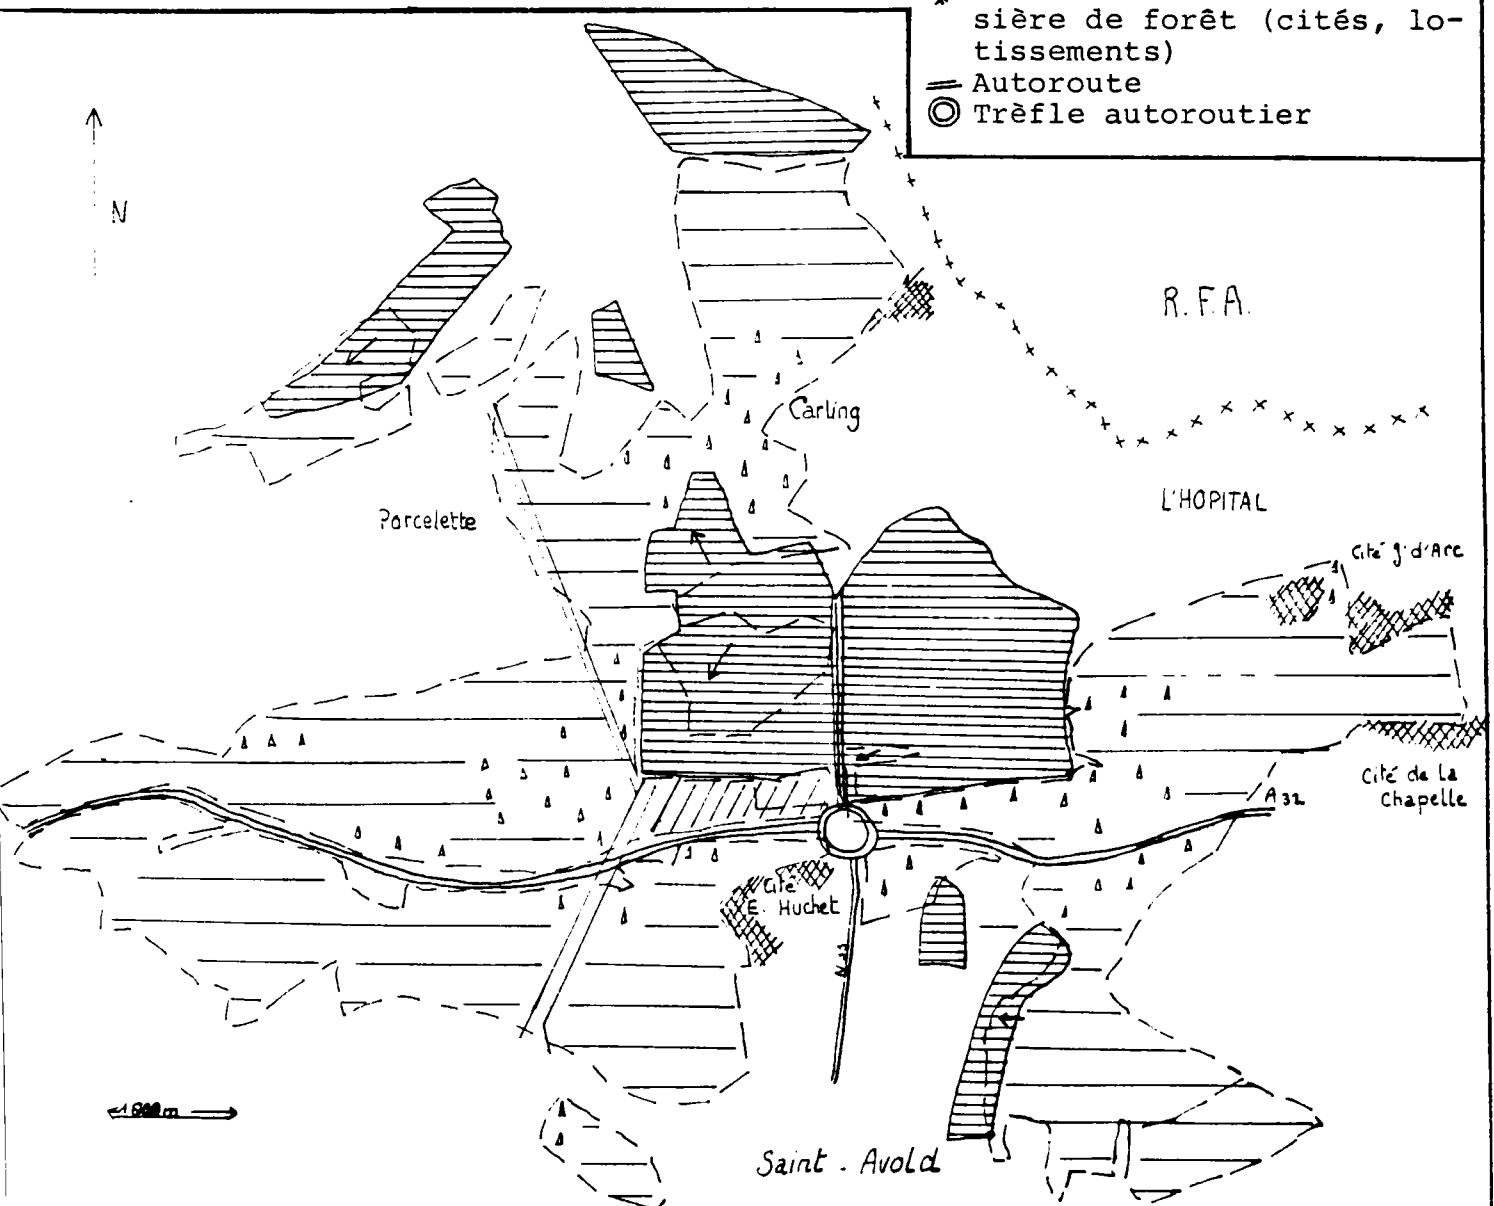 sière de forêt (cités, lo-
tissements)
Autoroute
Trèfle autoroutier
N
R.F.A.
Carling
L'HOPITAL
Porcelette
Cité J. d'Arc
Cité de la
Chapelle
A 32
Cité
E. Huchet
N 33
Saint . Avold